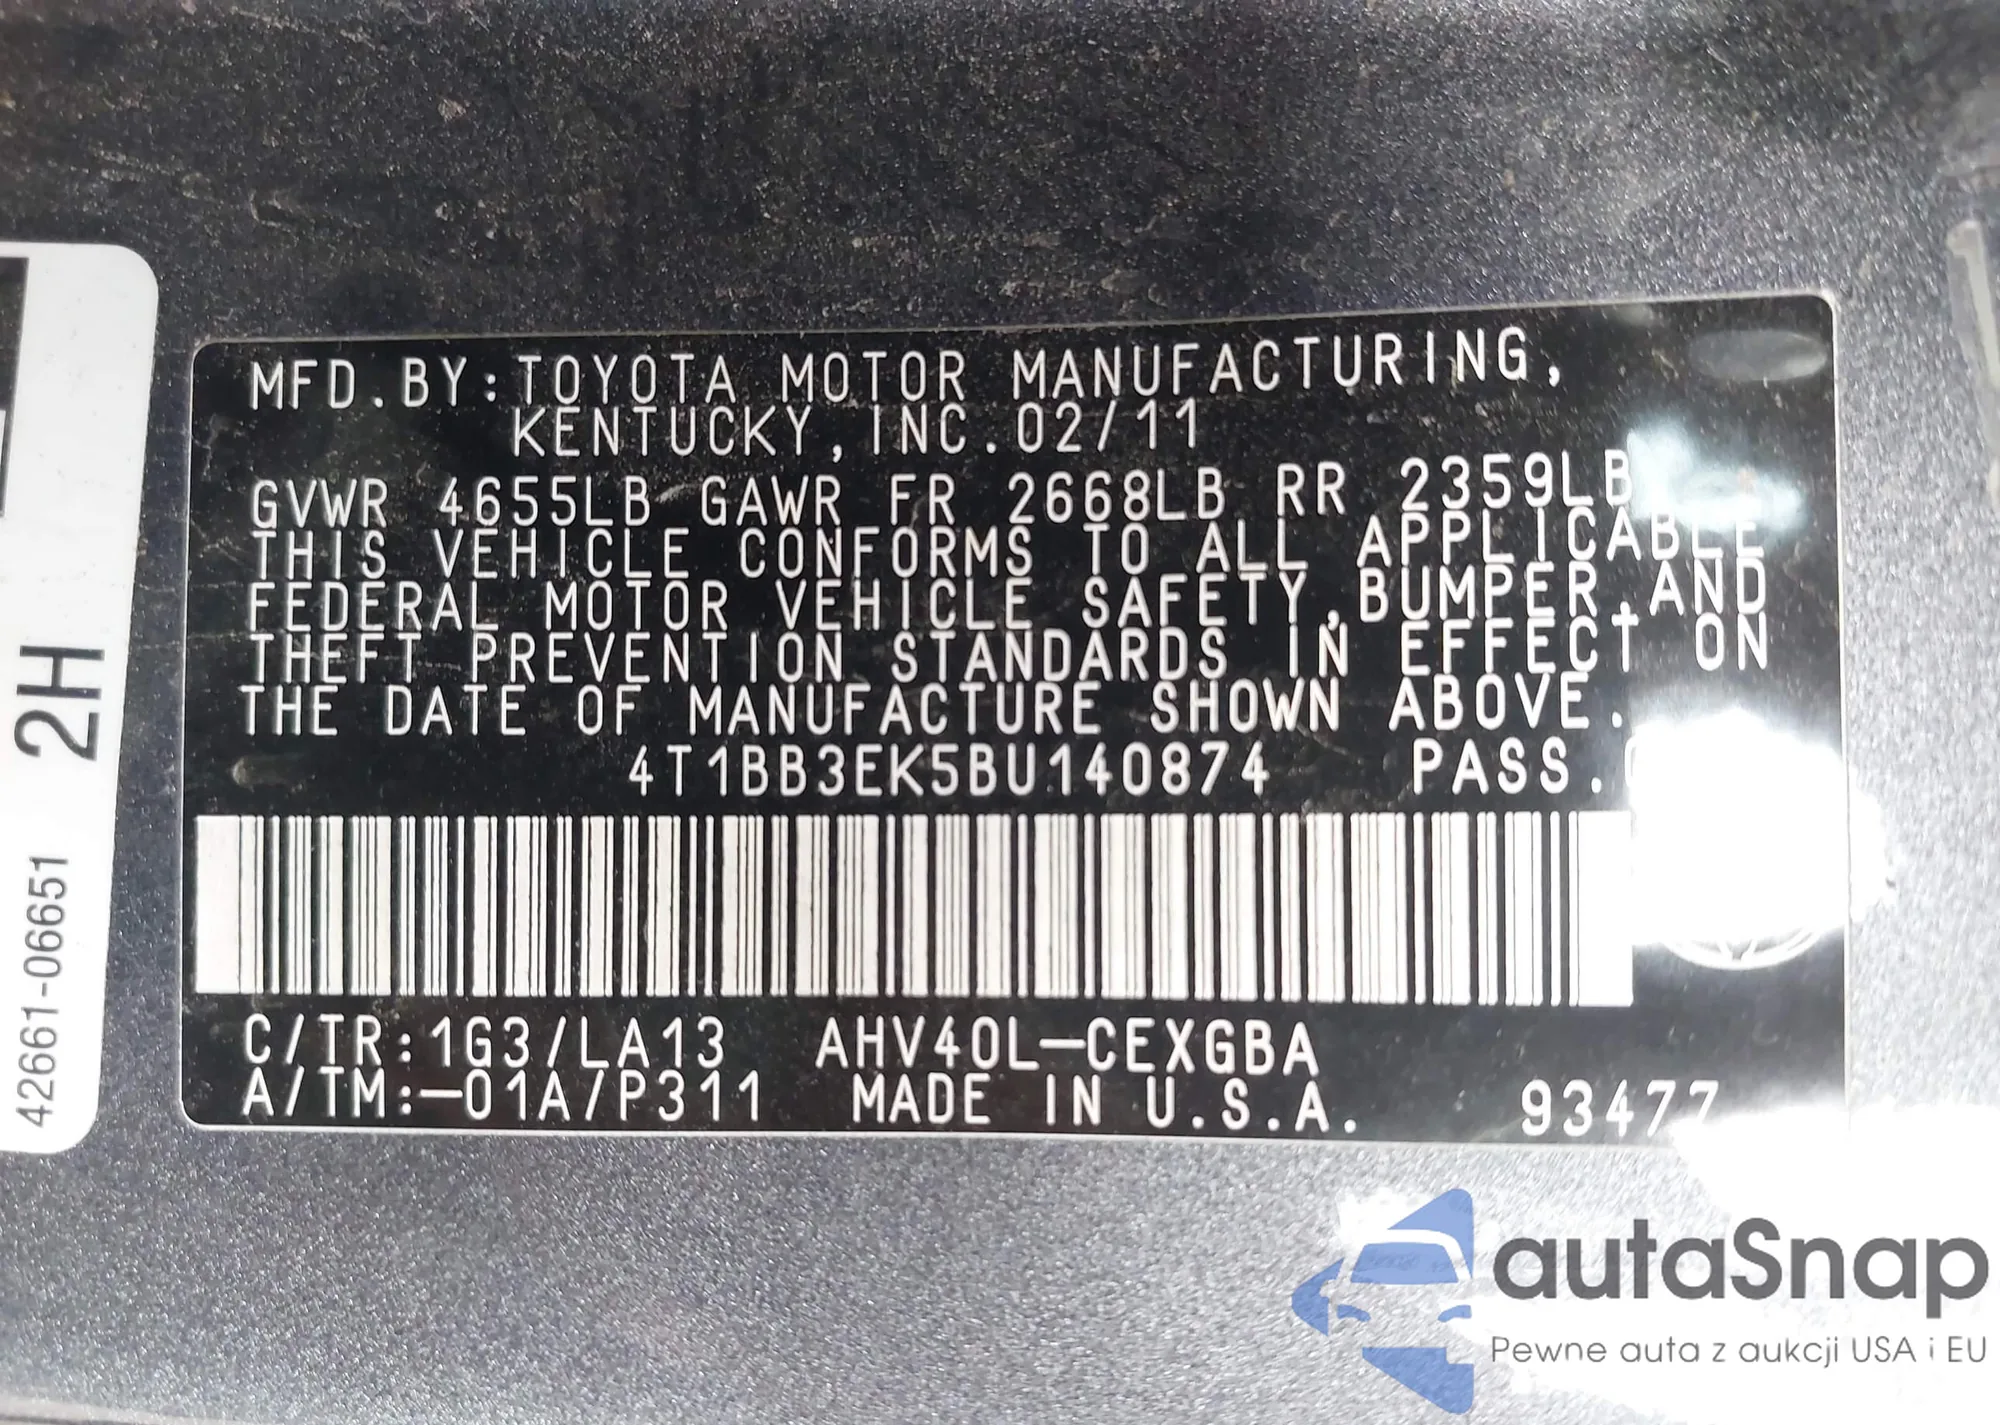 MFD.BY:TOYOTA MOTOR MANUFACTURING,
KENTUCKY,INC.02/11
GVWR 4655LB GAWR FR 2668LB RR 2359LB
THIS VEHICLE CONFORMS TO ALL APPLICABLE
FEDERAL MOTOR VEHICLE SAFETY,BUMPER,AND
THEFT PREVENTION STANDARDS IN EFFECT ON
THE DATE OF MANUFACTURE SHOWN ABOVE.
4T1BB3EK5BU140874 PASS.
C/TR:1G3/LA13 AHV40L-CEXGBA
A/TM:-01A/P311 MADE IN U.S.A. 93477
42661-06651 2H
autaSnap
Pewne auta z aukcji USA i EU